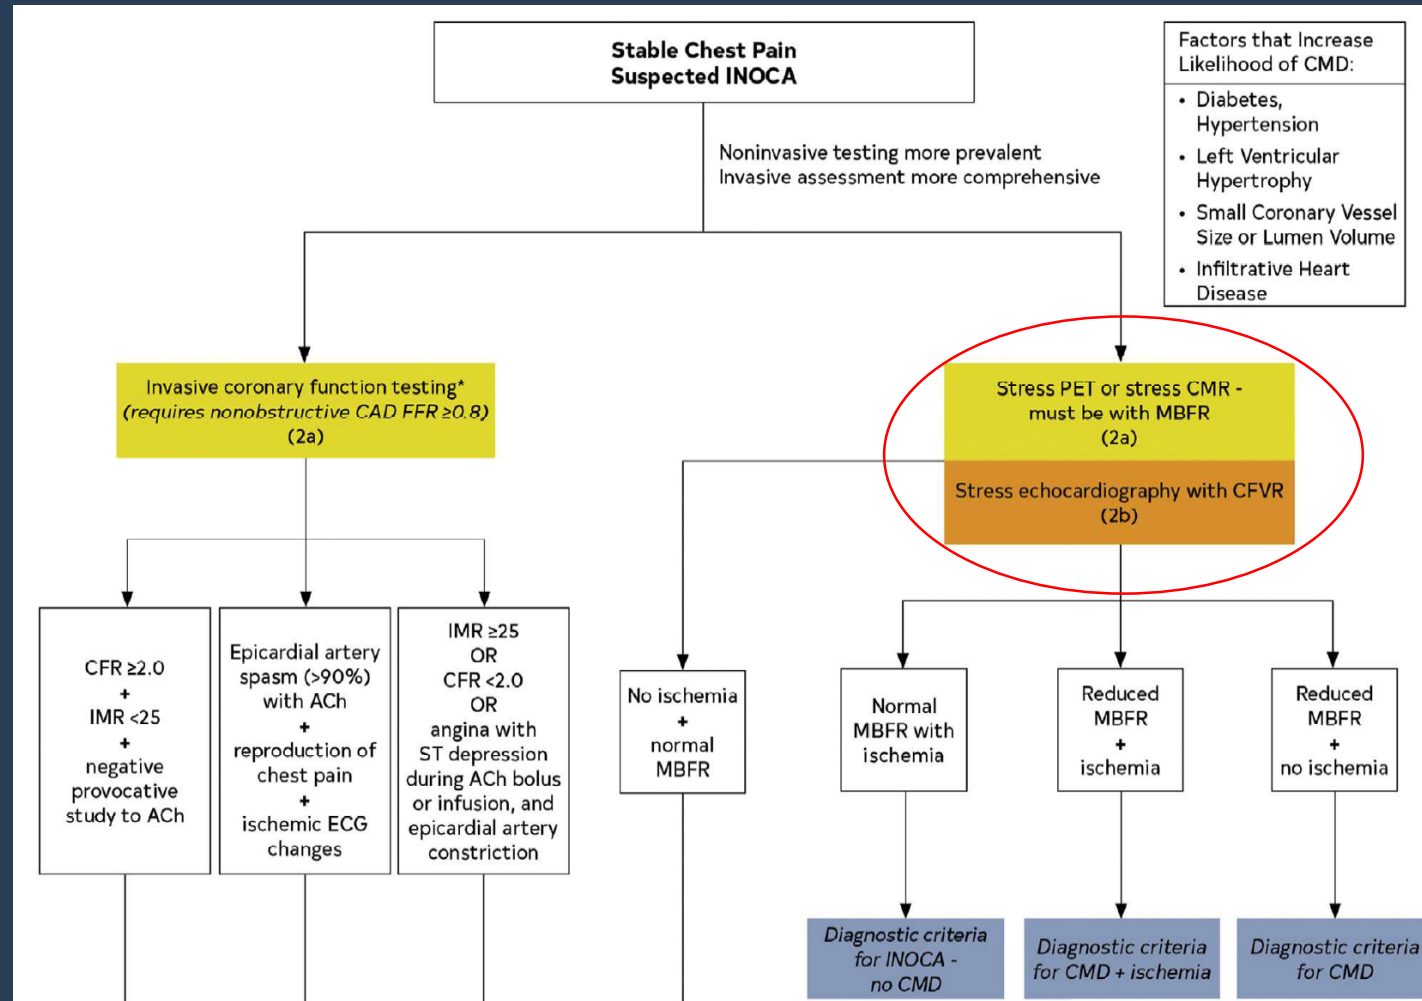 Stable Chest Pain
Suspected INOCA
Factors that Increase
Likelihood of CMD:
• Diabetes,
Hypertension
• Left Ventricular
Hypertrophy
• Small Coronary Vessel
Size or Lumen Volume
• Infiltrative Heart
Disease
Noninvasive testing more prevalent
Invasive assessment more comprehensive
Invasive coronary function testing*
(requires nonobstructive CAD FFR ≥0.8)
(2a)
Stress PET or stress CMR -
must be with MBFR
(2a)
Stress echocardiography with CFVR
(2b)
CFR ≥2.0
+
IMR <25
+
negative
provocative
study to ACh
Epicardial artery
spasm (>90%)
with ACh
+
reproduction of
chest pain
+
ischemic ECG
changes
IMR ≥25
OR
CFR <2.0
OR
angina with
ST depression
during ACh bolus
or infusion, and
epicardial artery
constriction
No ischemia
+
normal
MBFR
Normal
MBFR with
ischemia
Reduced
MBFR
+
ischemia
Reduced
MBFR
+
no ischemia
Diagnostic criteria
for INOCA -
no CMD
Diagnostic criteria
for CMD + ischemia
Diagnostic criteria
for CMD